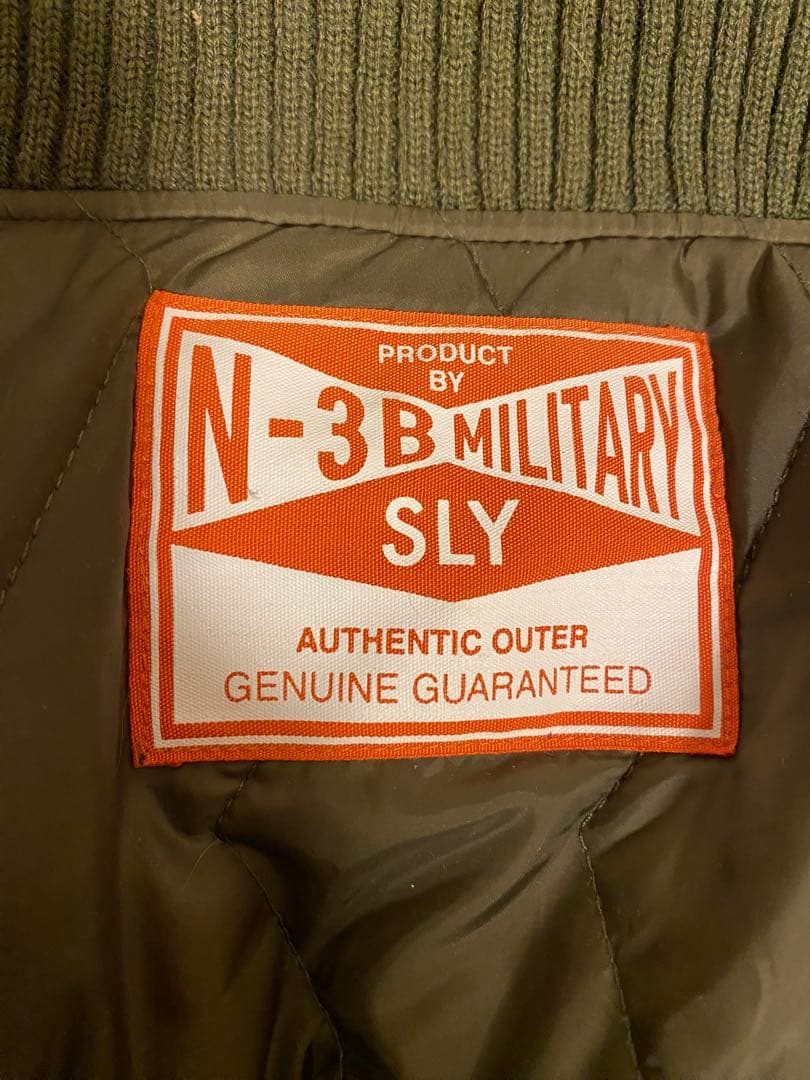 PRODUCT
BY
N-3B MILITARY
SLY
AUTHENTIC OUTER
GENUINE GUARANTEED